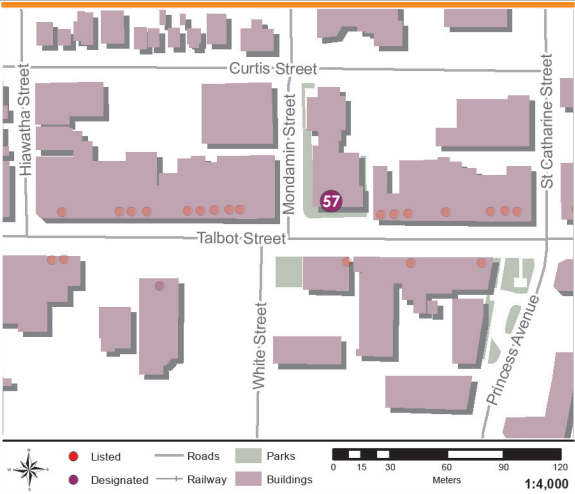 Curtis Street
Hiawatha Street
Mondamin Street
St Catharine Street
57
Talbot Street
White Street
Princess Avenue
N
W E
S
Listed
Designated
Roads
Railway
Parks
Buildings
0 15 30 60 90 120
Meters
1:4,000